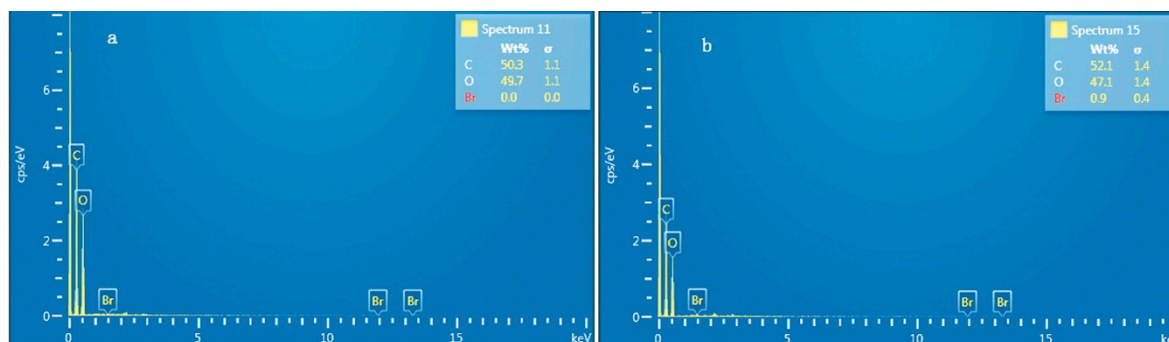 a
Spectrum 11
Wt% σ
C 50.3 1.1
O 49.7 1.1
Br 0.0 0.0
6
4
2
0
cps/eV
C
O
Br
Br
Br
0
5
10
15
keV
b
Spectrum 15
Wt% σ
C 52.1 1.4
O 47.1 1.4
Br 0.9 0.4
6
4
2
0
cps/eV
C
O
Br
Br
Br
0
5
10
15
keV